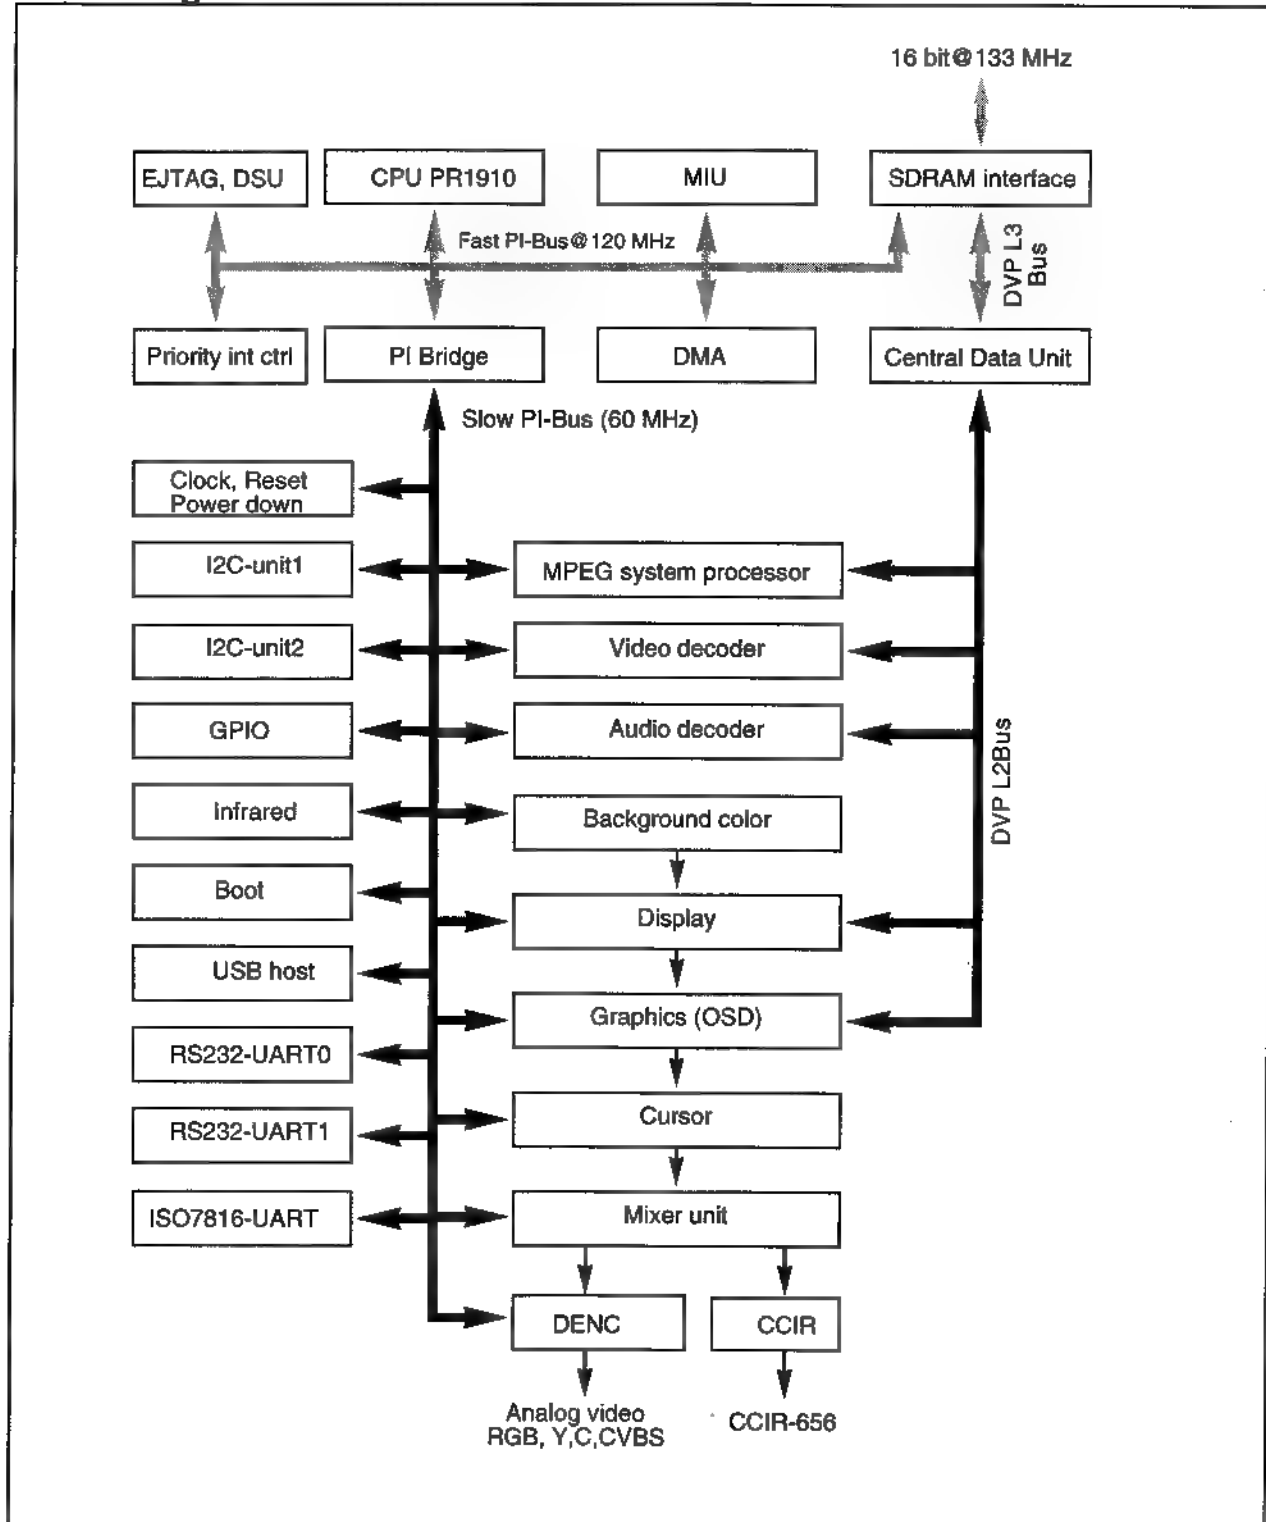 16 bit@133 MHz
EJTAG, DSU
CPU PR1910
MIU
SDRAM interface
Fast PI-Bus@120 MHz
DVP L3
Bus
Priority int ctrl
PI Bridge
DMA
Central Data Unit
Slow PI-Bus (60 MHz)
Clock, Reset
Power down
I2C-unit1
MPEG system processor
I2C-unit2
Video decoder
GPIO
Audio decoder
DVP L2Bus
Infrared
Background color
Boot
Display
USB host
Graphics (OSD)
RS232-UART0
Cursor
RS232-UART1
Mixer unit
ISO7816-UART
DENC
CCIR
Analog video
RGB, Y,C,CVBS
CCIR-656